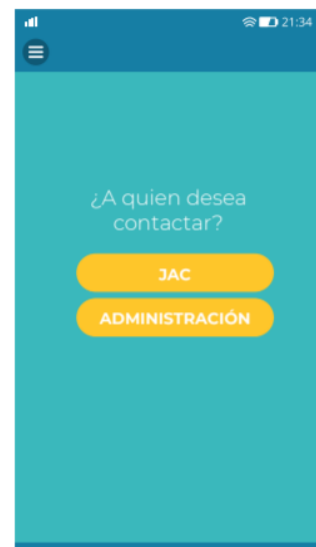 21:34
¿A quien desea
contactar?
JAC
ADMINISTRACIÓN